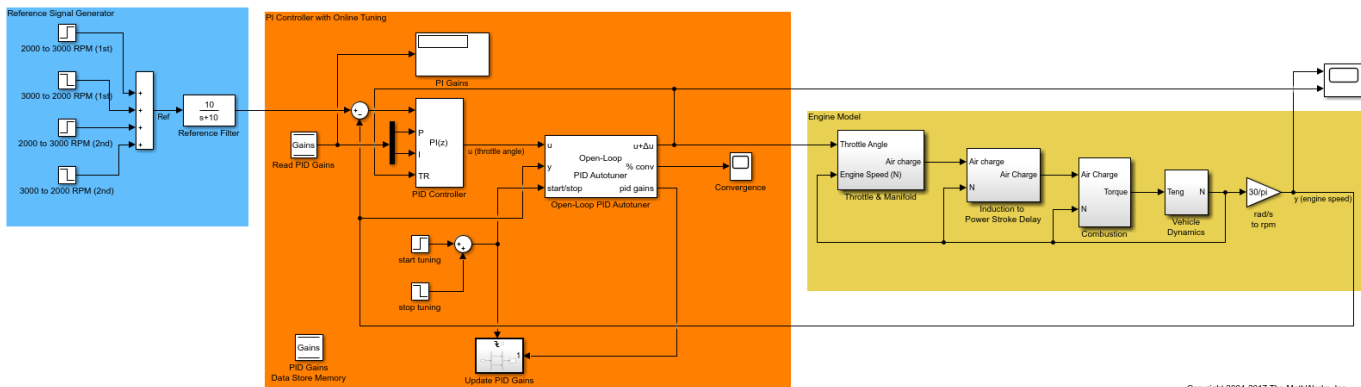 Reference Signal Generator
2000 to 3000 RPM (1st)
3000 to 2000 RPM (1st)
2000 to 3000 RPM (2nd)
3000 to 2000 RPM (2nd)
+
+
+
+
Ref
10
s+10
Reference Filter
PI Controller with Online Tuning
PI Gains
+
−
Gains
Read PID Gains
P
I
TR
PI(z)
PID Controller
u (throttle angle)
u
y
start/stop
Open-Loop
PID Autotuner
u+Δu
% conv
pid gains
Open-Loop PID Autotuner
Convergence
start tuning
+
+
stop tuning
Gains
PID Gains
Data Store Memory
1
Update PID Gains
Engine Model
Throttle Angle
Air charge
Engine Speed (N)
Throttle & Manifold
Air charge
Air Charge
N
Induction to
Power Stroke Delay
Air Charge
Torque
N
Combustion
Teng
N
Vehicle
Dynamics
30/pi
rad/s
to rpm
y (engine speed)